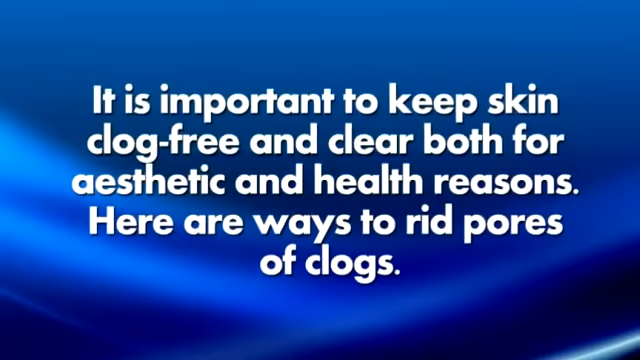 It is important to keep skin
clog-free and clear both for
aesthetic and health reasons.
Here are ways to rid pores
of clogs.